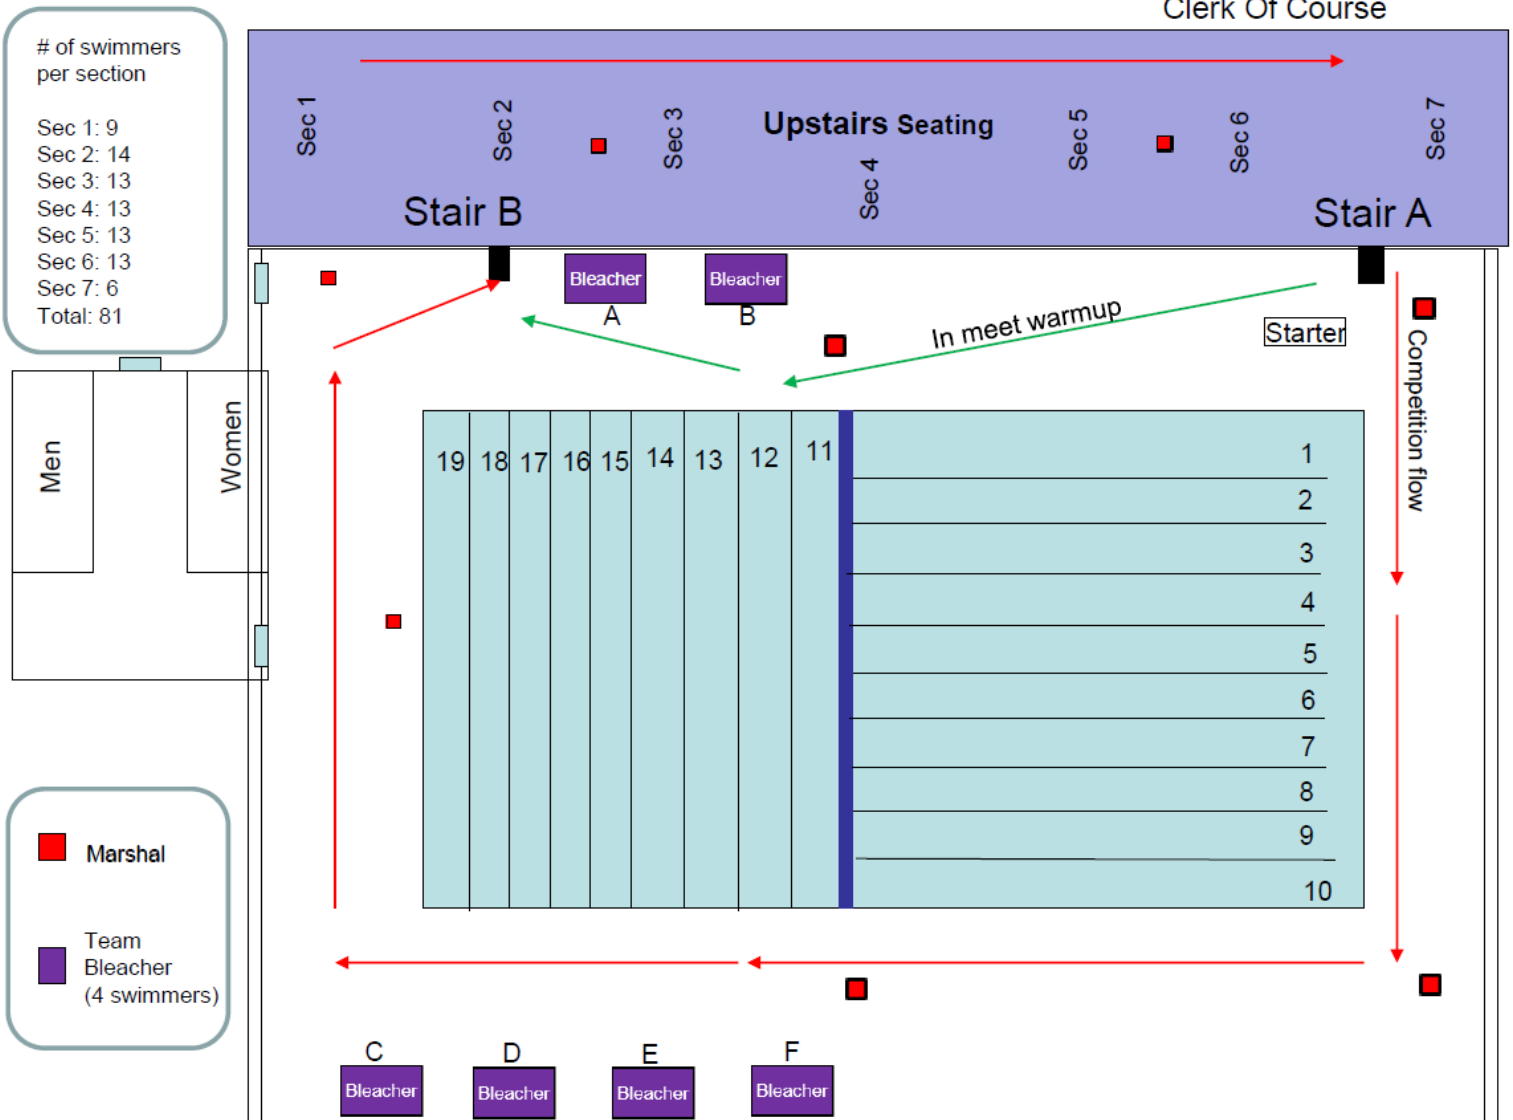 Clerk Of Course
# of swimmers
per section
Sec 1: 9
Sec 2: 14
Sec 3: 13
Sec 4: 13
Sec 5: 13
Sec 6: 13
Sec 7: 6
Total: 81
Sec 1
Sec 2
Sec 3
Upstairs Seating
Sec 4
Sec 5
Sec 6
Sec 7
Stair B
Stair A
Bleacher
A
Bleacher
B
In meet warmup
Starter
Competition flow
Men
Women
19
18
17
16
15
14
13
12
11
1
2
3
4
5
6
7
8
9
10
Marshal
Team
Bleacher
(4 swimmers)
C
Bleacher
D
Bleacher
E
Bleacher
F
Bleacher